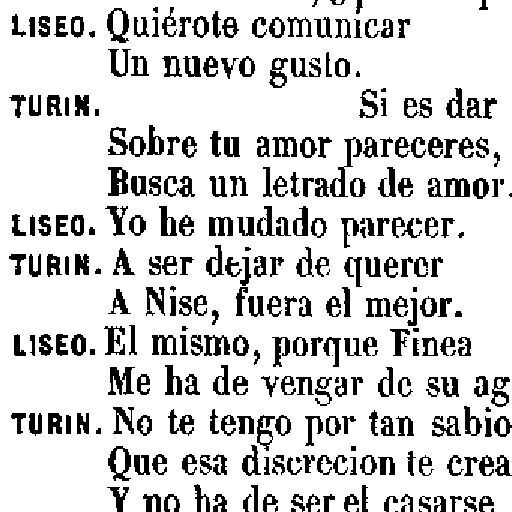 LISEO. Quiérote comunicar
Un nuevo gusto.
TURIN. Si es dar
Sobre tu amor pareceres,
Busca un letrado de amor.
LISEO. Yo he mudado parecer.
TURIN. A ser dejar de querer
A Nise, fuera el mejor.
LISEO. El mismo, porque Finea
Me ha de vengar de su ag
TURIN. No te tengo por tan sabio
Que esa discrecion te crea
Y no ha de ser el casarse